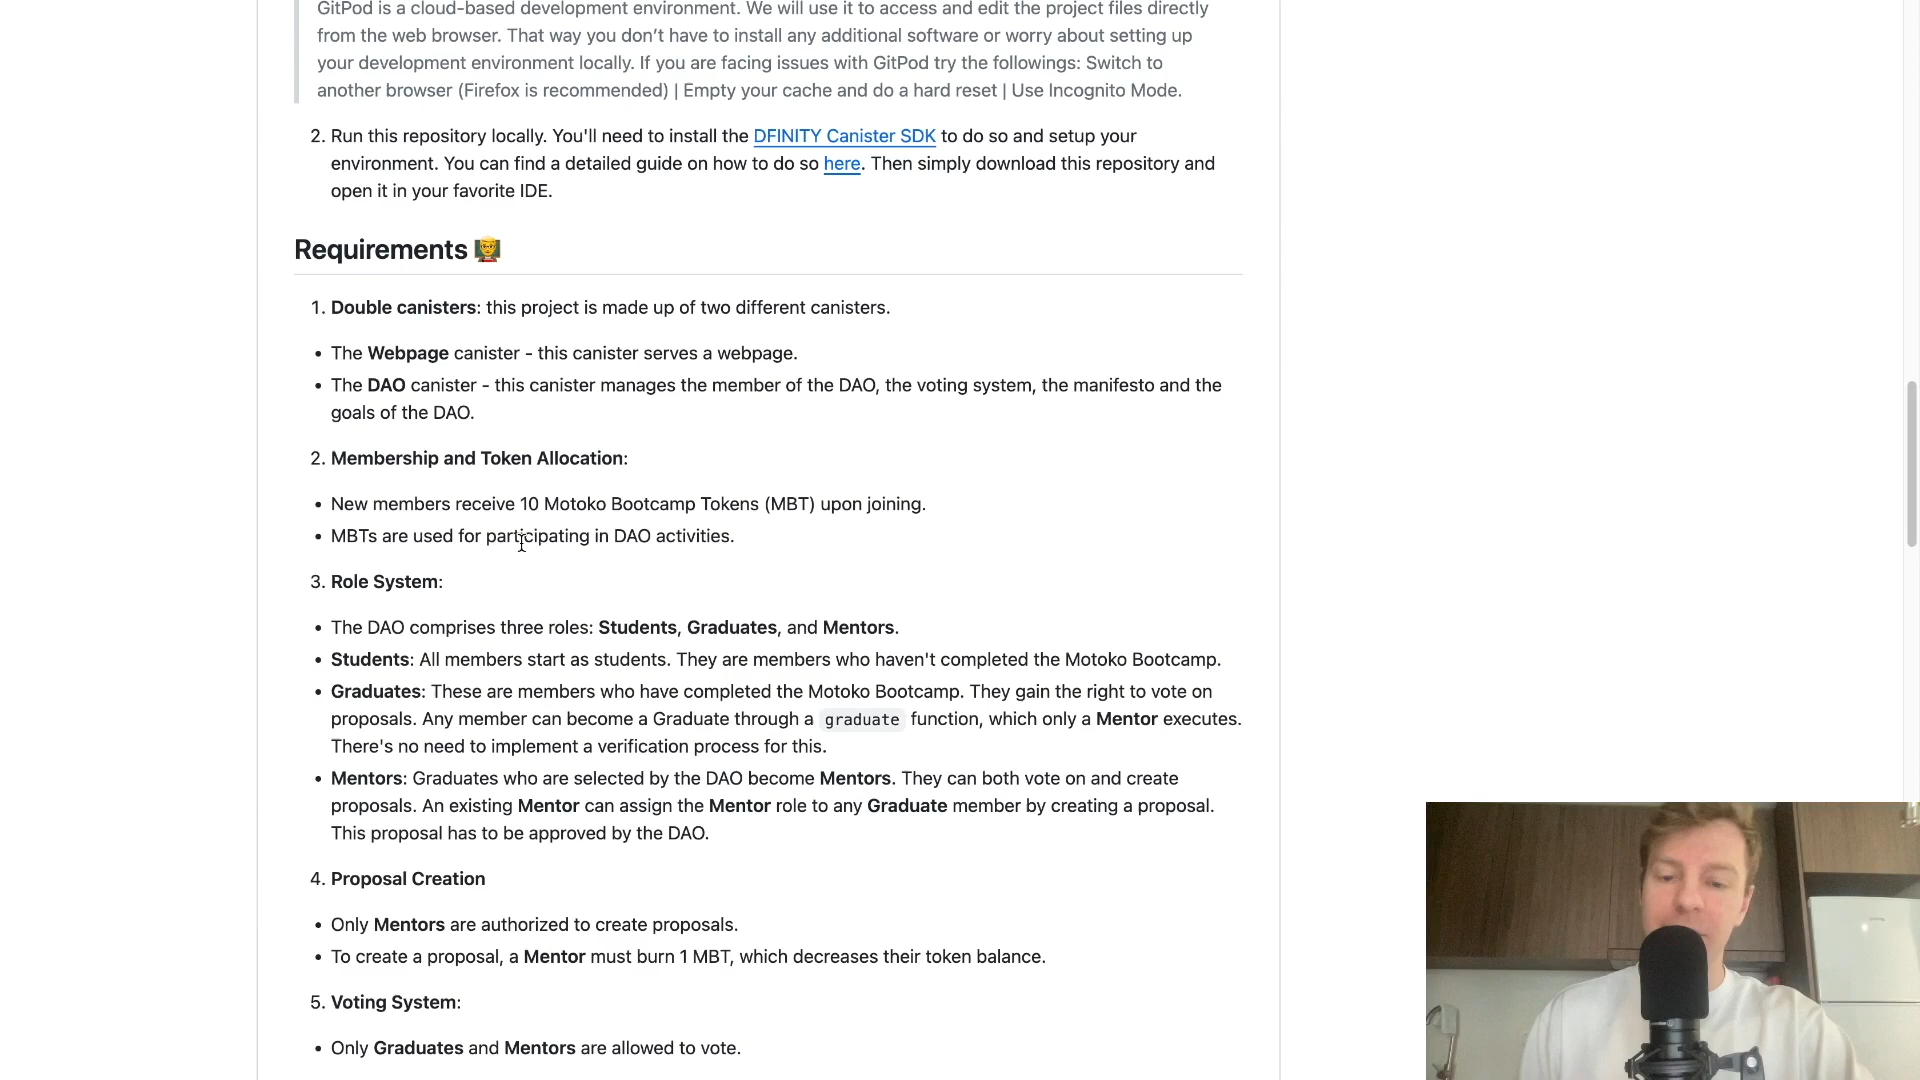 GitPod is a cloud-based development environment. We will use it to access and edit the project files directly
from the web browser. That way you don’t have to install any additional software or worry about setting up
your development environment locally. If you are facing issues with GitPod try the followings: Switch to
another browser (Firefox is recommended) | Empty your cache and do a hard reset | Use Incognito Mode.
2. Run this repository locally. You'll need to install the DFINITY Canister SDK to do so and setup your
environment. You can find a detailed guide on how to do so here. Then simply download this repository and
open it in your favorite IDE.
Requirements 👨‍🏫
1. Double canisters: this project is made up of two different canisters.
• The Webpage canister - this canister serves a webpage.
• The DAO canister - this canister manages the member of the DAO, the voting system, the manifesto and the
goals of the DAO.
2. Membership and Token Allocation:
• New members receive 10 Motoko Bootcamp Tokens (MBT) upon joining.
• MBTs are used for participating in DAO activities.
3. Role System:
• The DAO comprises three roles: Students, Graduates, and Mentors.
• Students: All members start as students. They are members who haven't completed the Motoko Bootcamp.
• Graduates: These are members who have completed the Motoko Bootcamp. They gain the right to vote on
proposals. Any member can become a Graduate through a graduate function, which only a Mentor executes.
There's no need to implement a verification process for this.
• Mentors: Graduates who are selected by the DAO become Mentors. They can both vote on and create
proposals. An existing Mentor can assign the Mentor role to any Graduate member by creating a proposal.
This proposal has to be approved by the DAO.
4. Proposal Creation
• Only Mentors are authorized to create proposals.
• To create a proposal, a Mentor must burn 1 MBT, which decreases their token balance.
5. Voting System:
• Only Graduates and Mentors are allowed to vote.